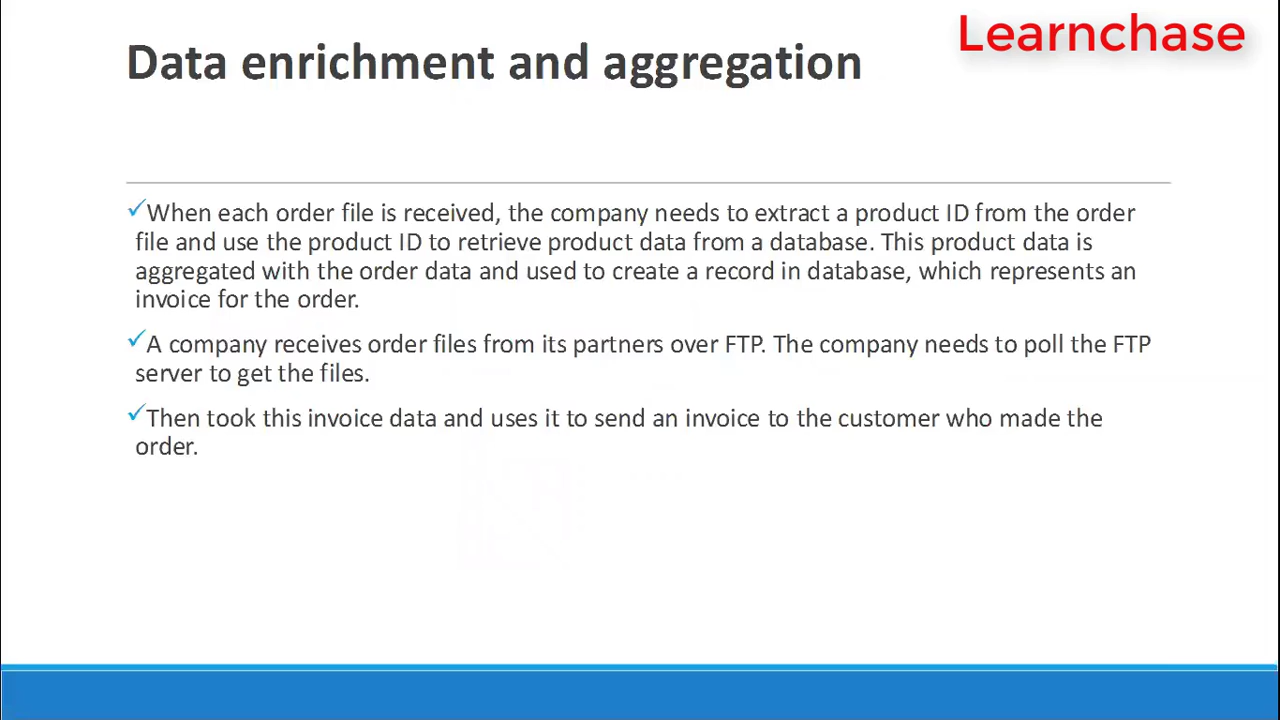 Learnchase
Data enrichment and aggregation
✓When each order file is received, the company needs to extract a product ID from the order
file and use the product ID to retrieve product data from a database. This product data is
aggregated with the order data and used to create a record in database, which represents an
invoice for the order.
✓A company receives order files from its partners over FTP. The company needs to poll the FTP
server to get the files.
✓Then took this invoice data and uses it to send an invoice to the customer who made the
order.